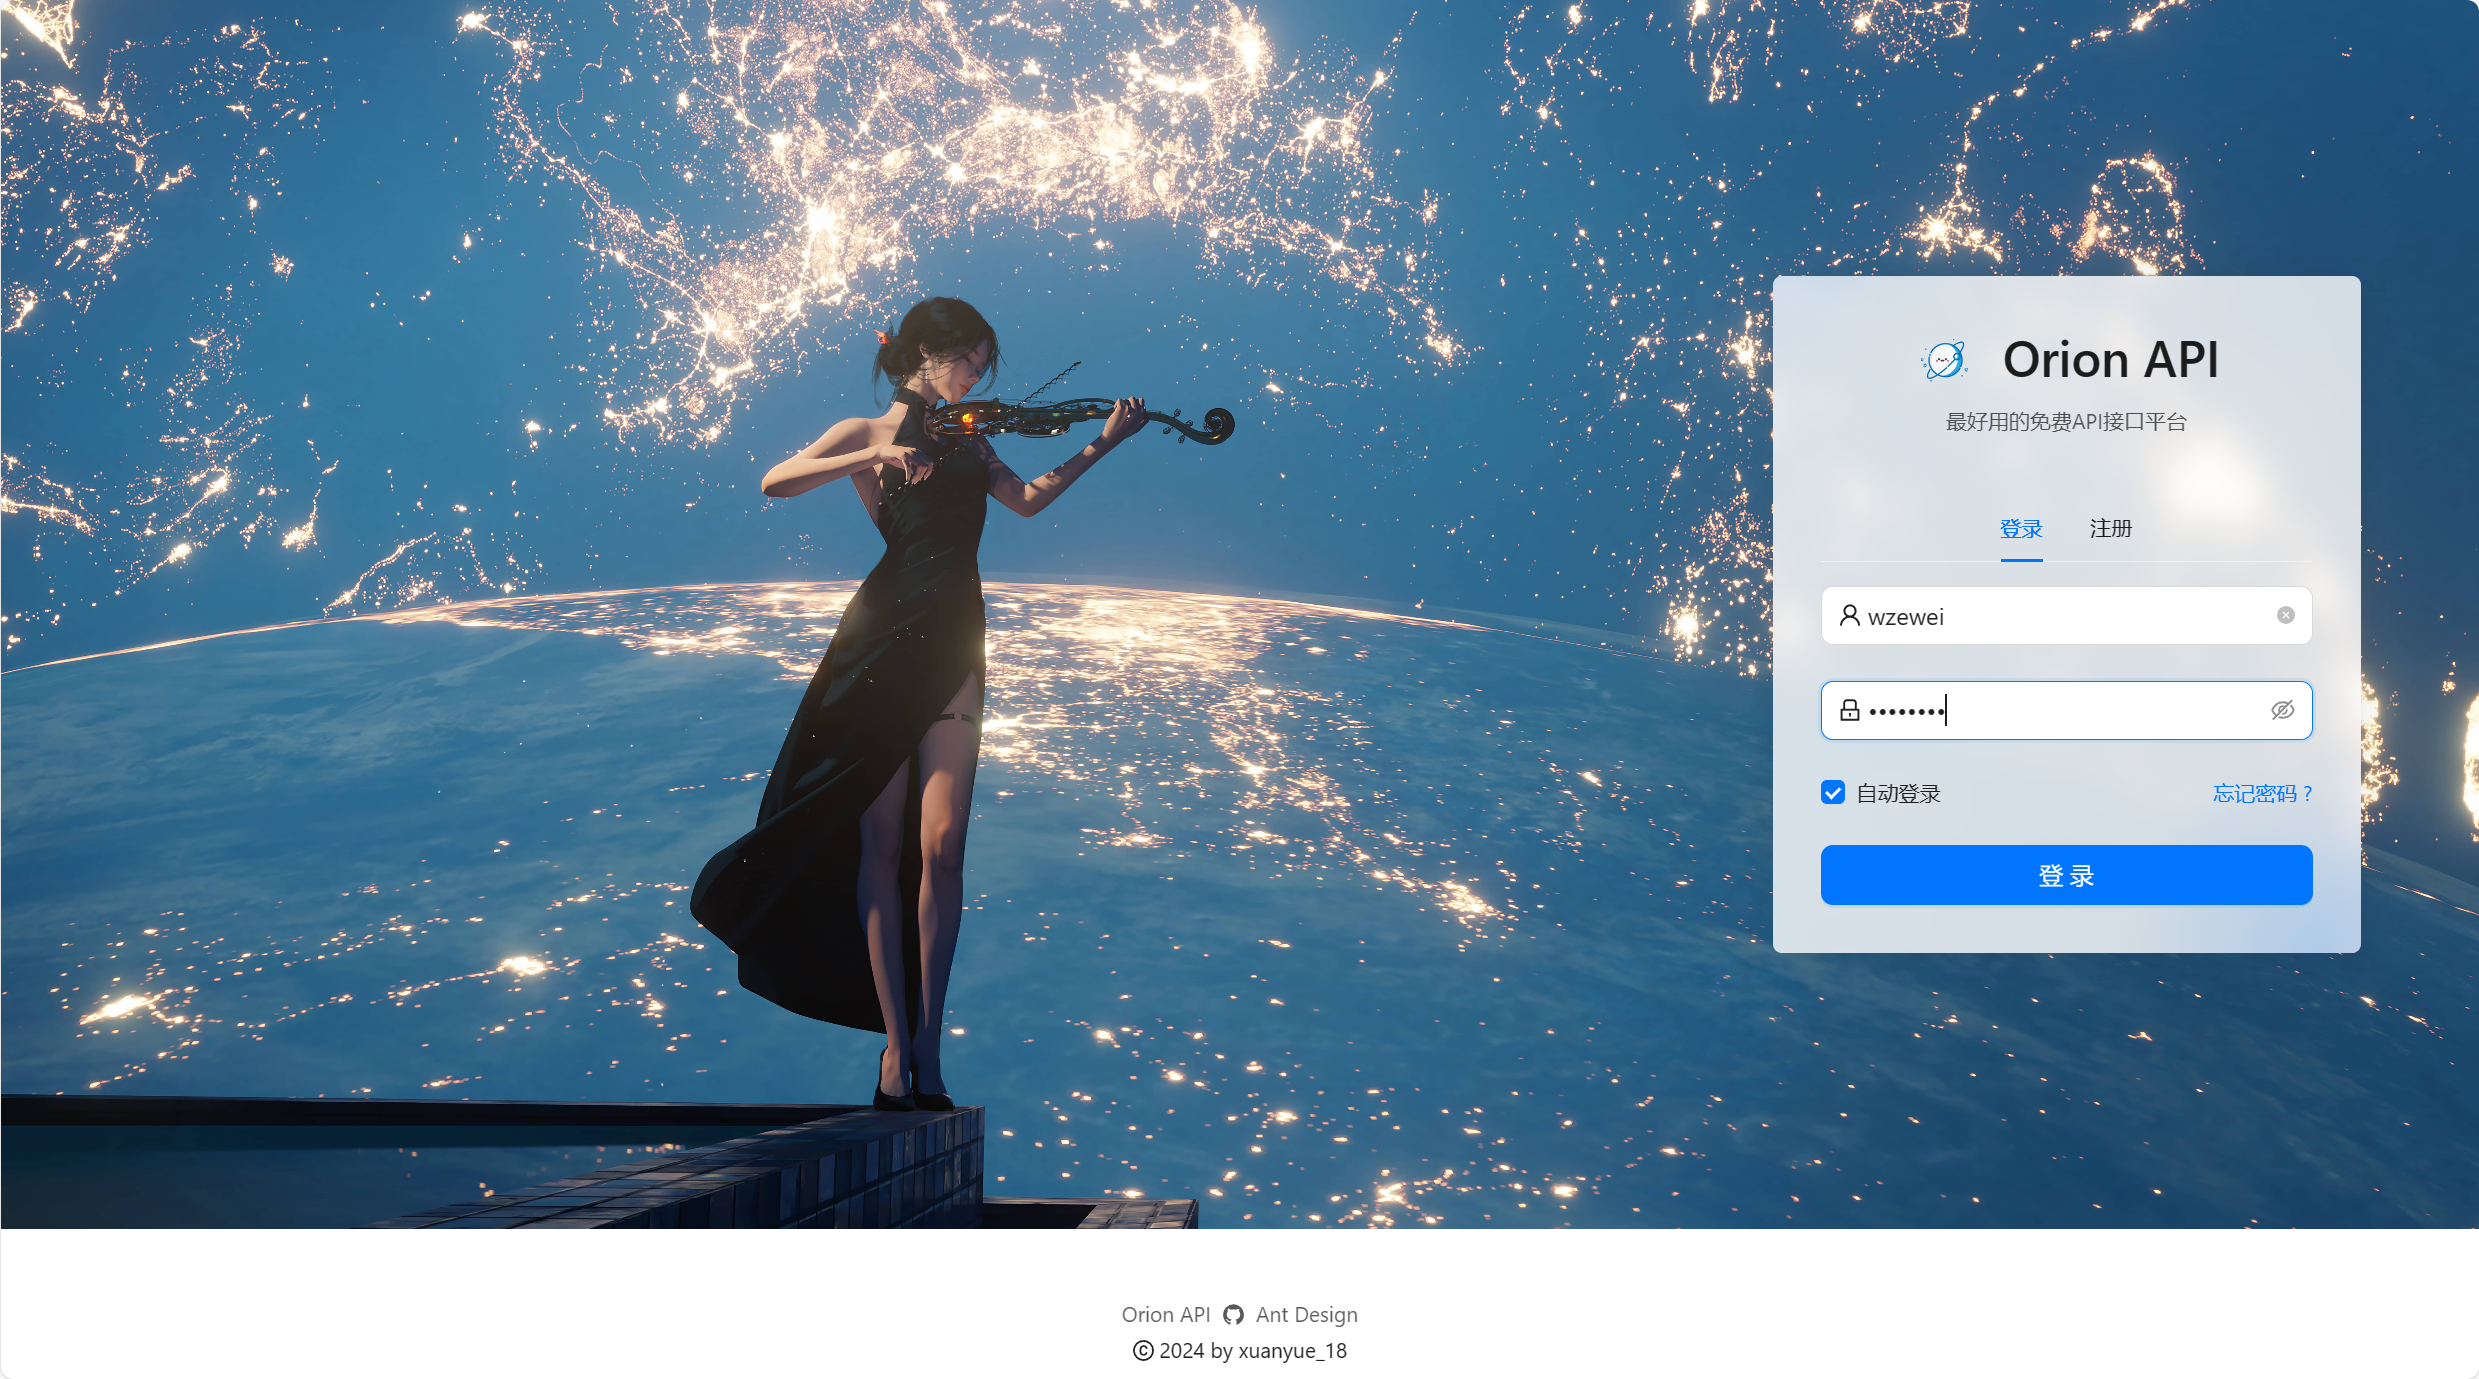 Orion API
最好用的免费API接口平台
登录 注册
wzewei
••••••••
自动登录 忘记密码 ?
登 录
Orion API Ant Design
© 2024 by xuanyue_18